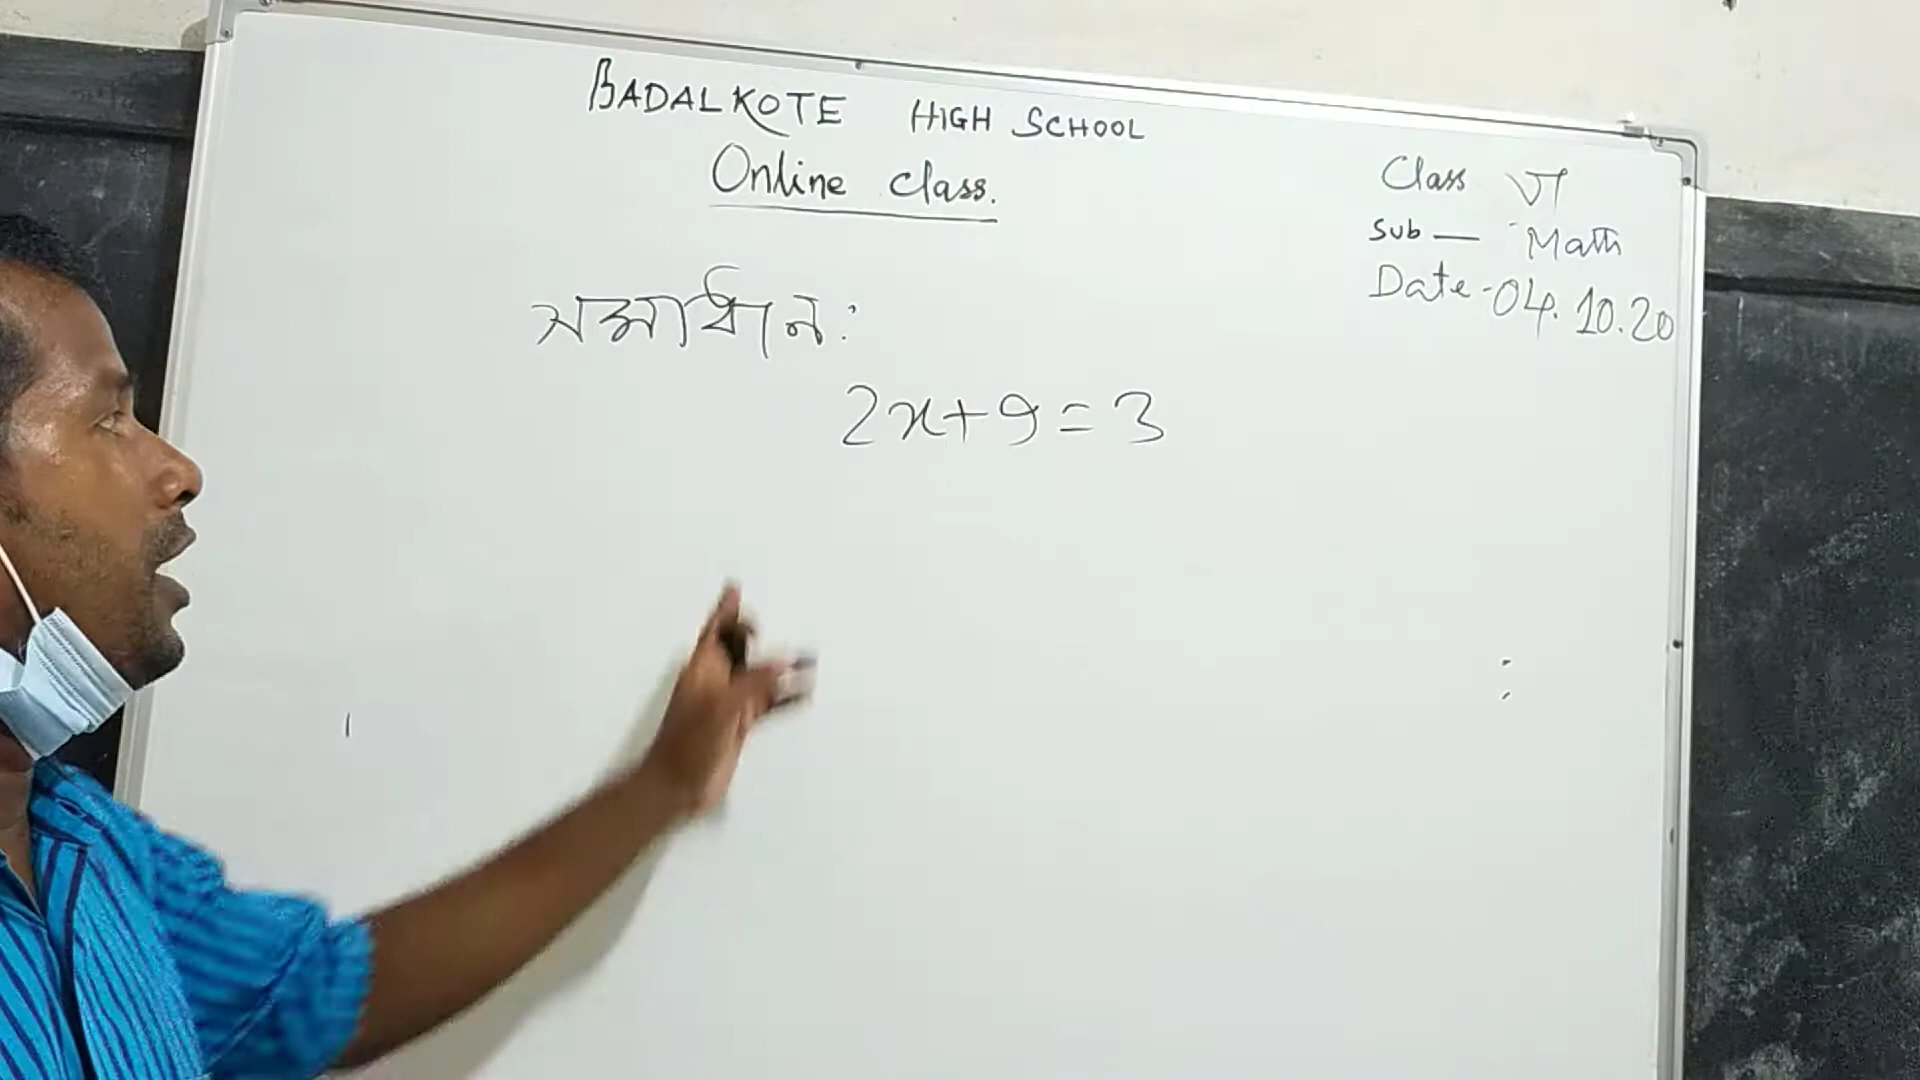 BADALKOTE HIGH SCHOOL
Online class.
Class VI
Sub — Math
Date - 04.10.20
সমাধান:
2x+9=3